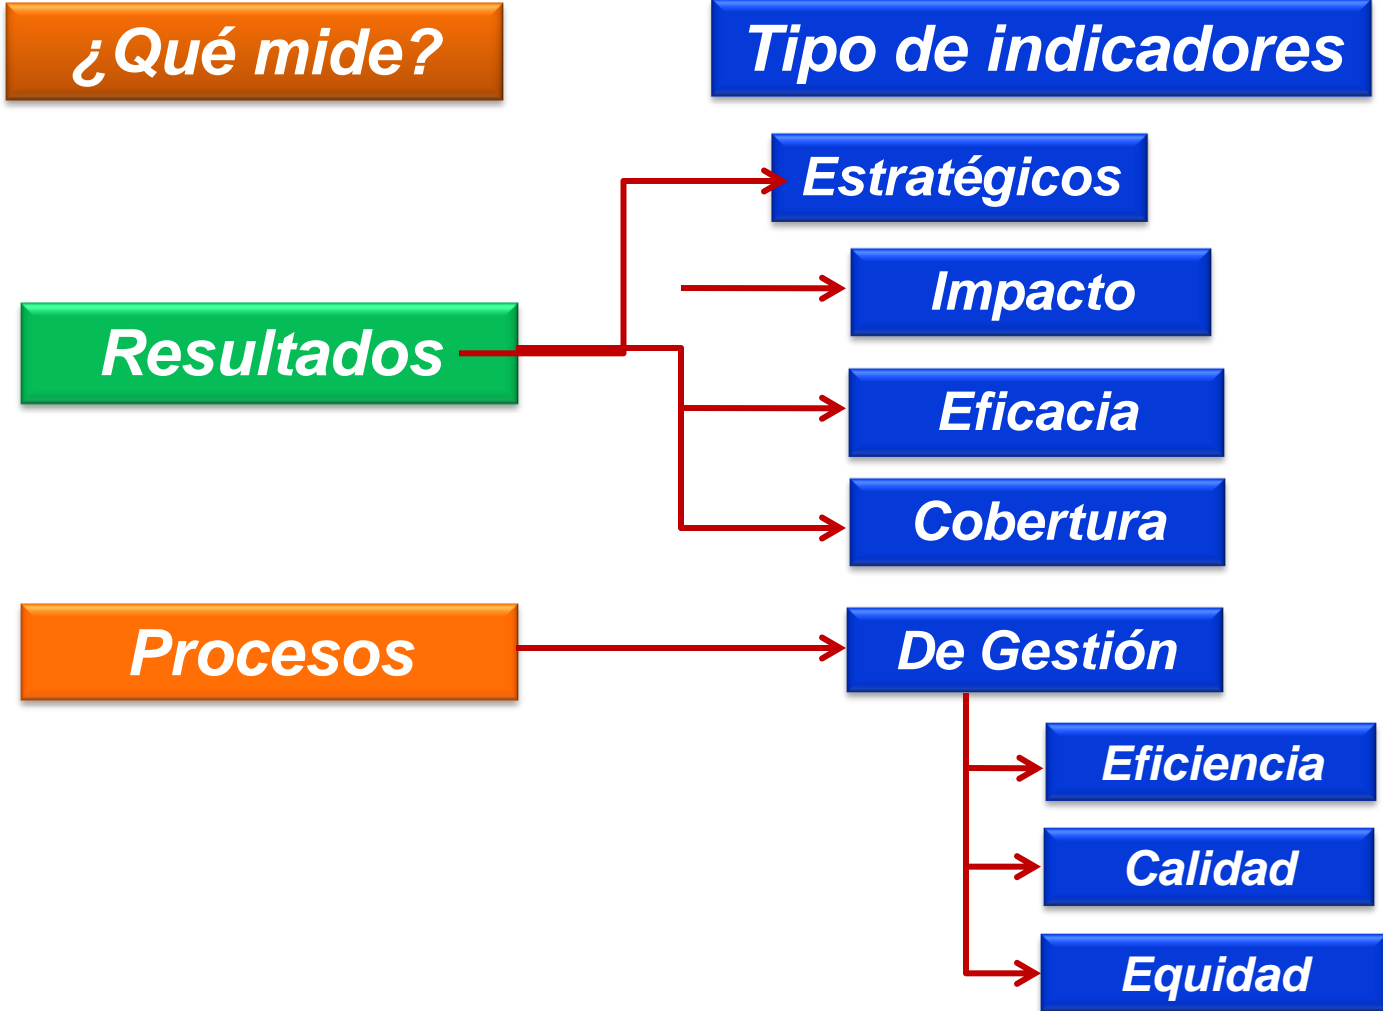 ¿Qué mide?
Tipo de indicadores
Estratégicos
Impacto
Resultados
Eficacia
Cobertura
Procesos
De Gestión
Eficiencia
Calidad
Equidad